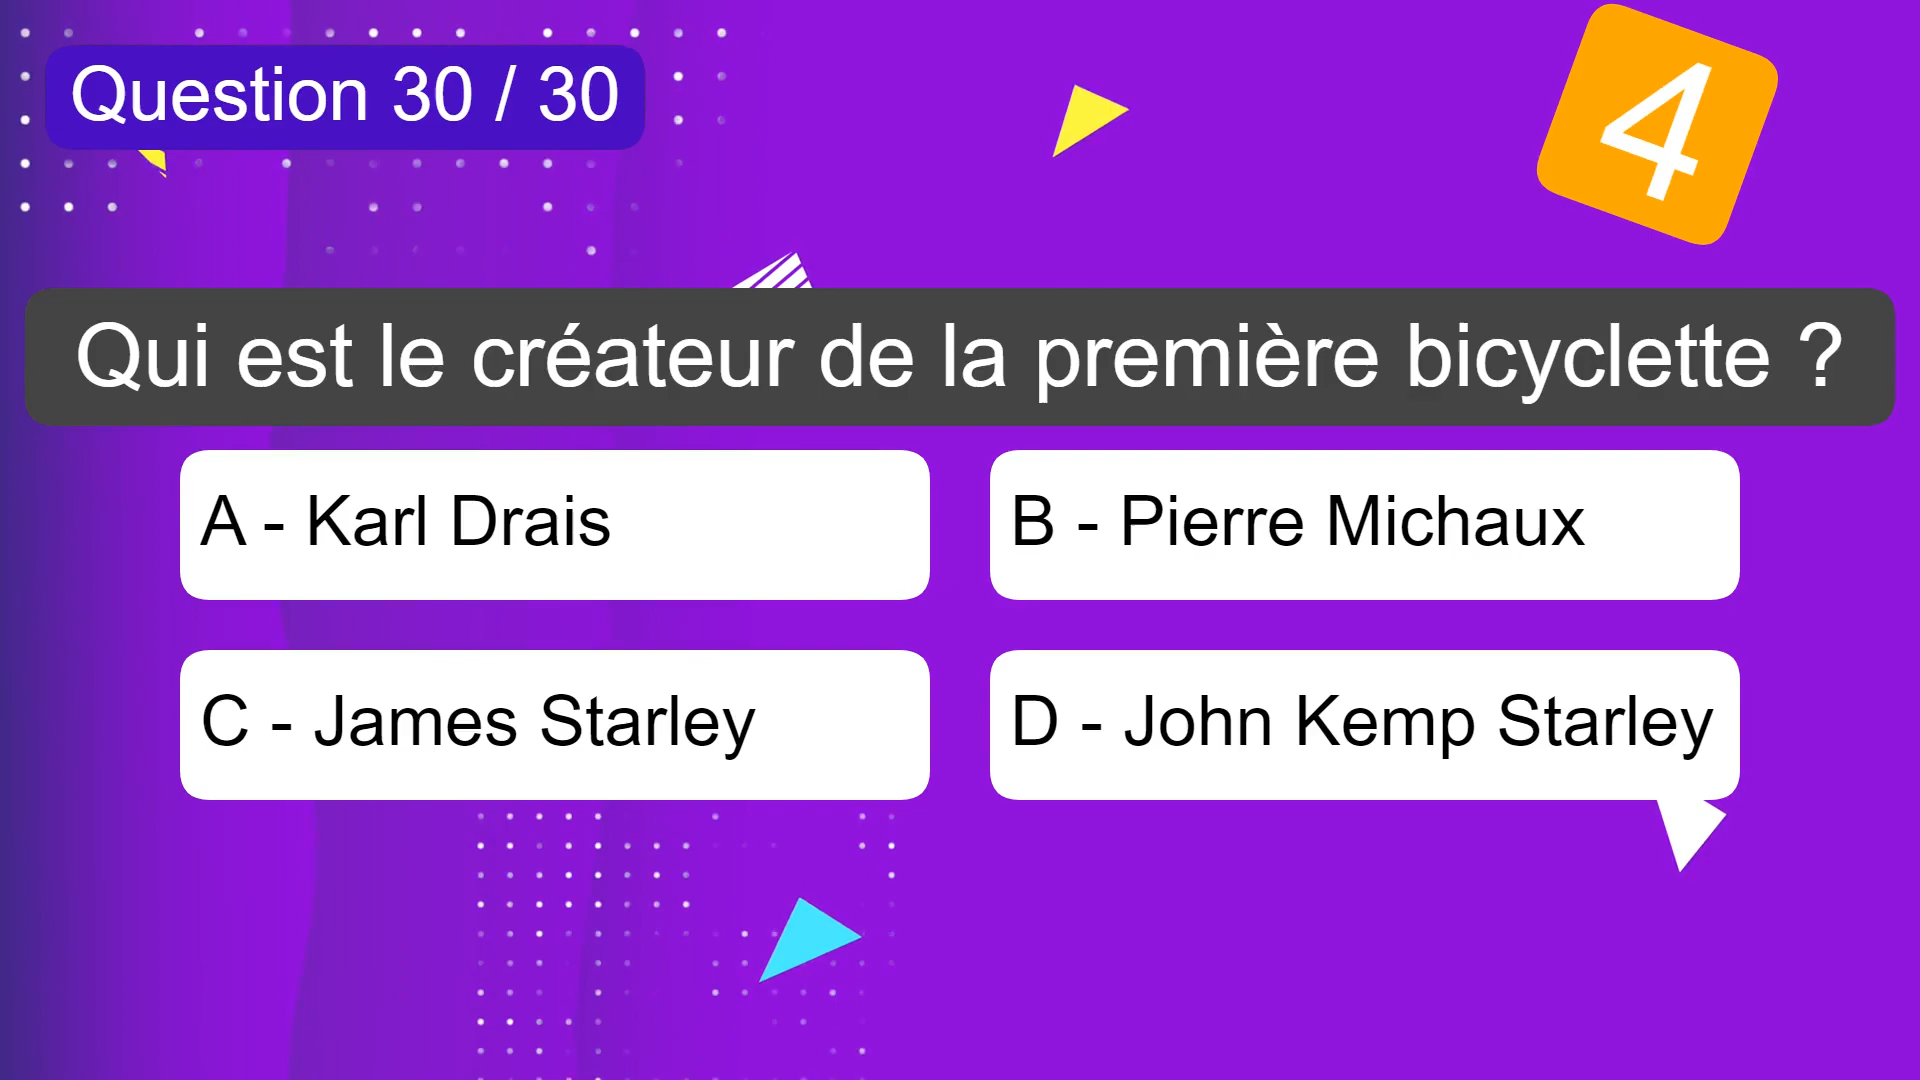 Question 30 / 30
4
Qui est le créateur de la première bicyclette ?
A - Karl Drais
B - Pierre Michaux
C - James Starley
D - John Kemp Starley